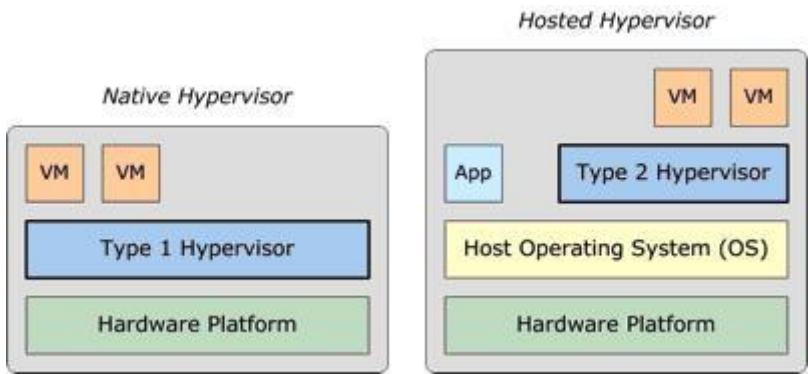 Native Hypervisor
VM VM
Type 1 Hypervisor
Hardware Platform
Hosted Hypervisor
VM VM
App Type 2 Hypervisor
Host Operating System (OS)
Hardware Platform